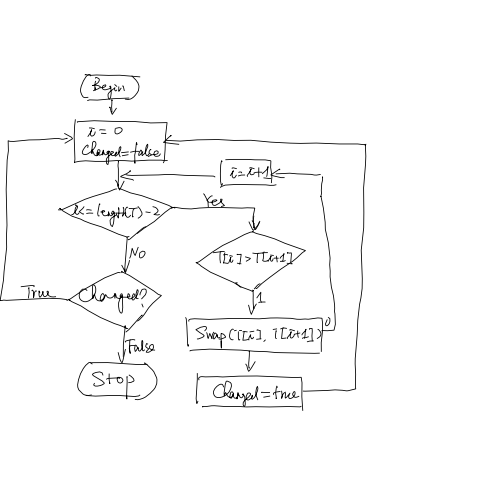 Begin
i = 0
Changed=false
i=i+1
i<=length(T)-2
Yes
T[i]>T[i+1]
No
True
Changed?
1
Swap(T[i], T[i+1])
0
False
Stop
Changed=true